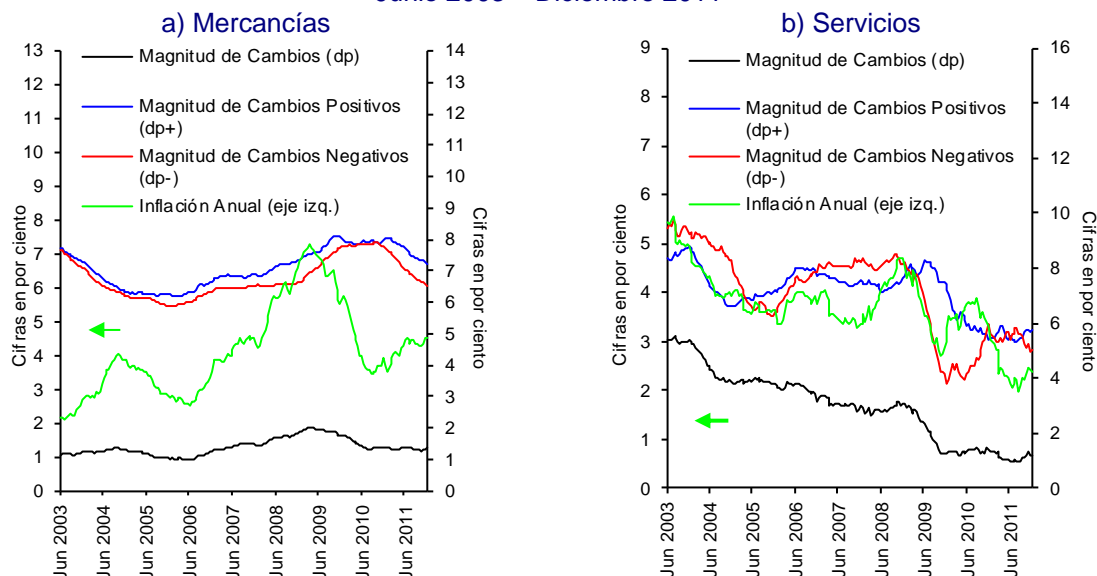 a) Mercancías
13
12
11
10
9
8
7
6
5
4
3
2
1
0
14
13
12
11
10
9
8
7
6
5
4
3
2
1
0
Cifras en por ciento
Cifras en por ciento
Magnitud de Cambios (dp)
Magnitud de Cambios Positivos
(dp+)
Magnitud de Cambios Negativos
(dp-)
Inflación Anual (eje izq.)
Jun 2003
Jun 2004
Jun 2005
Jun 2006
Jun 2007
Jun 2008
Jun 2009
Jun 2010
Jun 2011
b) Servicios
9
8
7
6
5
4
3
2
1
0
16
14
12
10
8
6
4
2
0
Cifras en por ciento
Cifras en por ciento
Magnitud de Cambios (dp)
Magnitud de Cambios Positivos
(dp+)
Magnitud de Cambios Negativos
(dp-)
Inflación Anual (eje izq.)
Jun 2003
Jun 2004
Jun 2005
Jun 2006
Jun 2007
Jun 2008
Jun 2009
Jun 2010
Jun 2011